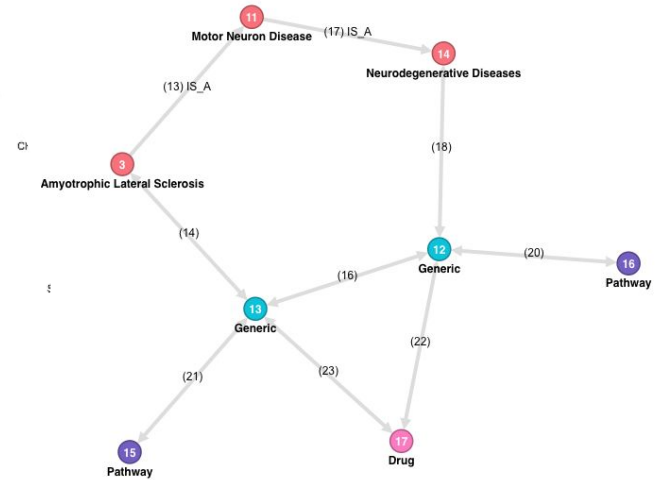 11
Motor Neuron Disease
(17) IS_A
14
Neurodegenerative Diseases
(13) IS_A
3
Amyotrophic Lateral Sclerosis
(18)
(14)
12
Generic
(20)
16
Pathway
(16)
13
Generic
(22)
(21)
(23)
15
Pathway
17
Drug